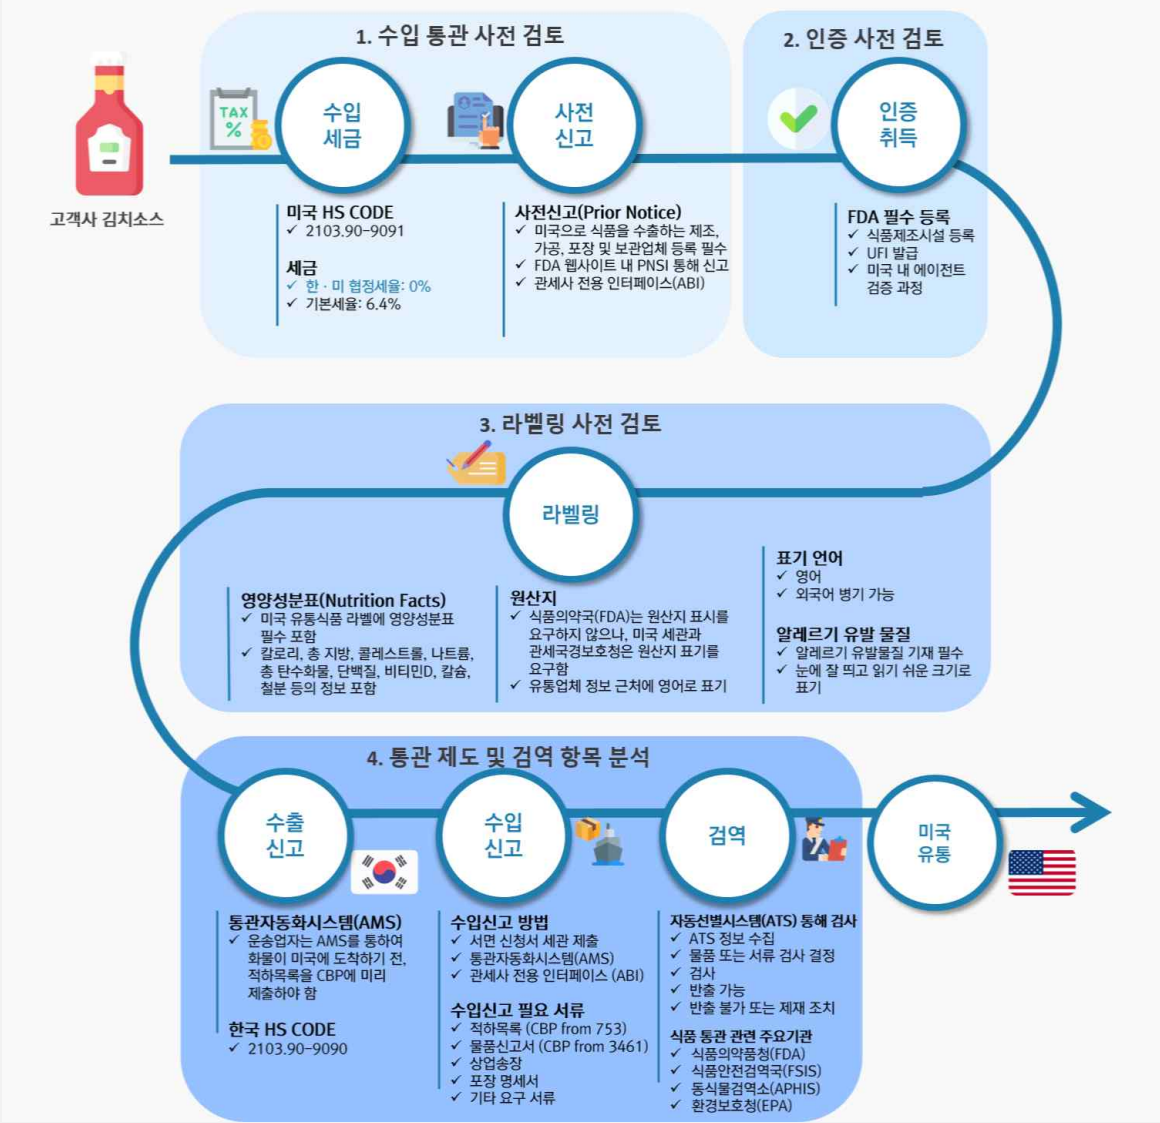 1. 수입 통관 사전 검토
2. 인증 사전 검토
TAX
%
수입
세금
사전
신고
인증
취득
고객사 김치소스
미국 HS CODE
✓ 2103.90-9091
세금
✓ 한·미 협정세율: 0%
✓ 기본세율: 6.4%
사전신고(Prior Notice)
✓ 미국으로 식품을 수출하는 제조,
가공, 포장 및 보관업체 등록 필수
✓ FDA 웹사이트 내 PNSI 통해 신고
✓ 관세사 전용 인터페이스(ABI)
FDA 필수 등록
✓ 식품제조시설 등록
✓ UFI 발급
✓ 미국 내 에이전트
검증 과정
3. 라벨링 사전 검토
라벨링
영양성분표(Nutrition Facts)
✓ 미국 유통식품 라벨에 영양성분표
필수 포함
✓ 칼로리, 총 지방, 콜레스트롤, 나트륨,
총 탄수화물, 단백질, 비티민D, 칼슘,
철분 등의 정보 포함
원산지
✓ 식품의약국(FDA)는 원산지 표시를
요구하지 않으나, 미국 세관과
관세국경보호청은 원산지 표기를
요구함
✓ 유통업체 정보 근처에 영어로 표기
표기 언어
✓ 영어
✓ 외국어 병기 가능
알레르기 유발 물질
✓ 알레르기 유발물질 기재 필수
✓ 눈에 잘 띄고 읽기 쉬운 크기로
표기
4. 통관 제도 및 검역 항목 분석
수출
신고
수입
신고
검역
미국
유통
통관자동화시스템(AMS)
✓ 운송업자는 AMS를 통하여
화물이 미국에 도착하기 전,
적하목록을 CBP에 미리
제출하야 함
한국 HS CODE
✓ 2103.90-9090
수입신고 방법
✓ 서면 신청서 세관 제출
✓ 통관자동화시스템(AMS)
✓ 관세사 전용 인터페이스 (ABI)
수입신고 필요 서류
✓ 적하목록 (CBP from 753)
✓ 물품신고서 (CBP from 3461)
✓ 상업송장
✓ 포장 명세서
✓ 기타 요구 서류
자동선별시스템(ATS) 통해 검사
✓ ATS 정보 수집
✓ 물품 또는 서류 검사 결정
✓ 검사
✓ 반출 가능
✓ 반출 불가 또는 제재 조치
식품 통관 관련 주요기관
✓ 식품의약품청(FDA)
✓ 식품안전검역국(FSIS)
✓ 동식물검역소(APHIS)
✓ 환경보호청(EPA)